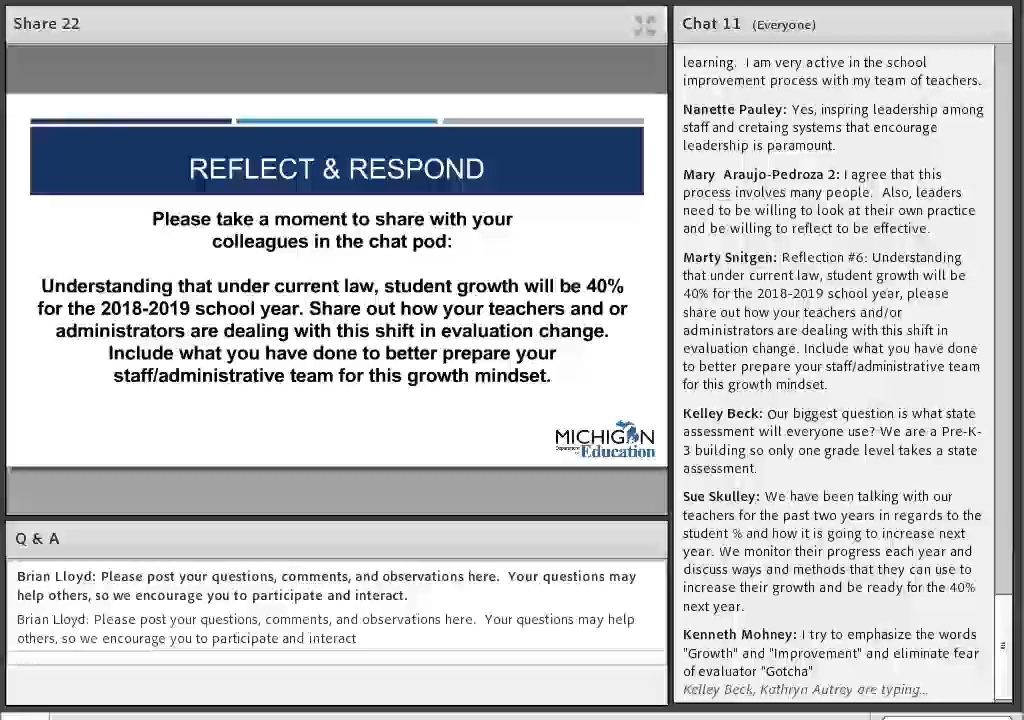 Share 22
REFLECT & RESPOND
Please take a moment to share with your
colleagues in the chat pod:
Understanding that under current law, student growth will be 40%
for the 2018-2019 school year. Share out how your teachers and or
administrators are dealing with this shift in evaluation change.
Include what you have done to better prepare your
staff/administrative team for this growth mindset.
MICHIGAN
Education
Q & A
Brian Lloyd: Please post your questions, comments, and observations here. Your questions may
help others, so we encourage you to participate and interact.
Brian Lloyd: Please post your questions, comments, and observations here. Your questions may help
others, so we encourage you to participate and interact
Chat 11 (Everyone)
learning. I am very active in the school
improvement process with my team of teachers.
Nanette Pauley: Yes, inspring leadership among
staff and cretaing systems that encourage
leadership is paramount.
Mary Araujo-Pedroza 2: I agree that this
process involves many people. Also, leaders
need to be willing to look at their own practice
and be willing to reflect to be effective.
Marty Snitgen: Reflection #6: Understanding
that under current law, student growth will be
40% for the 2018-2019 school year, please
share out how your teachers and/or
administrators are dealing with this shift in
evaluation change. Include what you have done
to better prepare your staff/administrative team
for this growth mindset.
Kelley Beck: Our biggest question is what state
assessment will everyone use? We are a Pre-K-
3 building so only one grade level takes a state
assessment.
Sue Skulley: We have been talking with our
teachers for the past two years in regards to the
student % and how it is going to increase next
year. We monitor their progress each year and
discuss ways and methods that they can use to
increase their growth and be ready for the 40%
next year.
Kenneth Mohney: I try to emphasize the words
"Growth" and "Improvement" and eliminate fear
of evaluator "Gotcha"
Kelley Beck, Kathryn Autrey are typing...